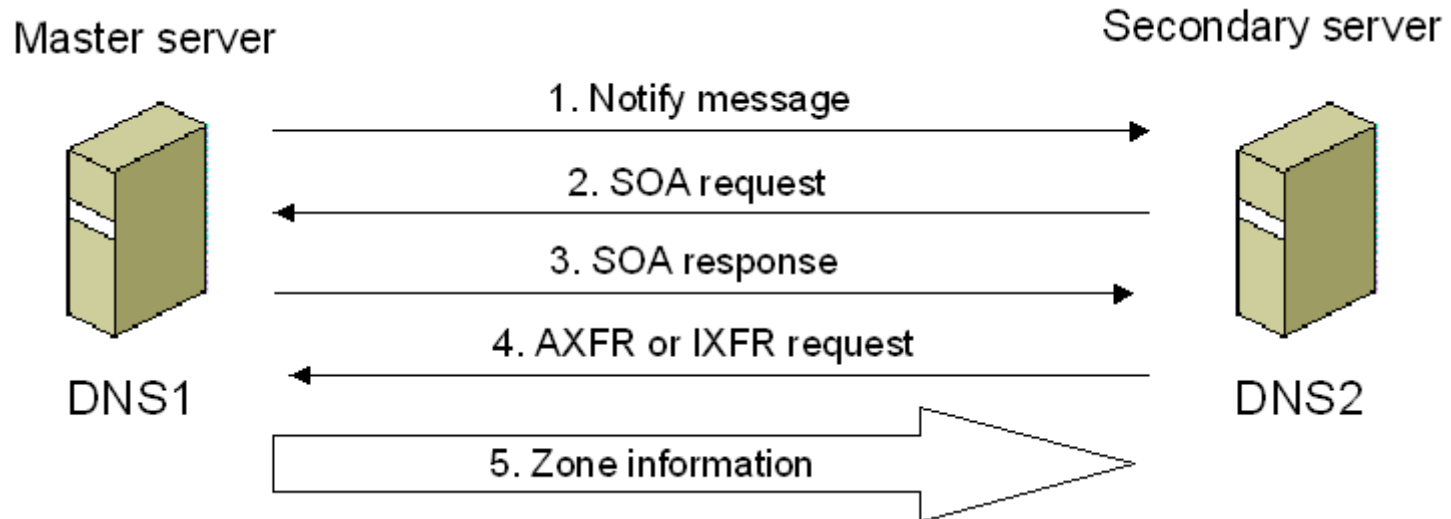 Master server
Secondary server
1. Notify message
2. SOA request
3. SOA response
4. AXFR or IXFR request
DNS1
DNS2
5. Zone information